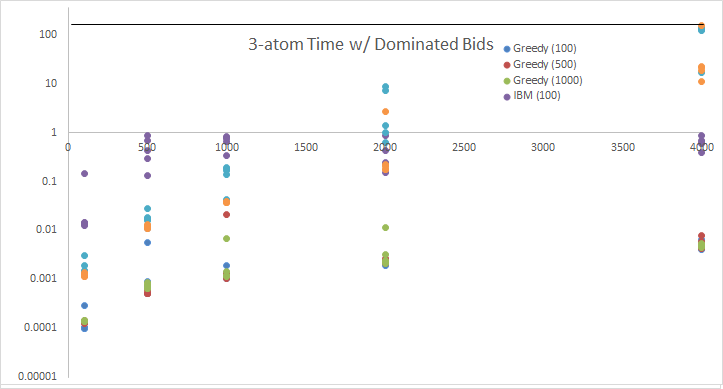 100
3-atom Time w/ Dominated Bids
Greedy (100)
Greedy (500)
Greedy (1000)
IBM (100)
10
1
0 500 1000 1500 2000 2500 3000 3500 4000
0.1
0.01
0.001
0.0001
0.00001